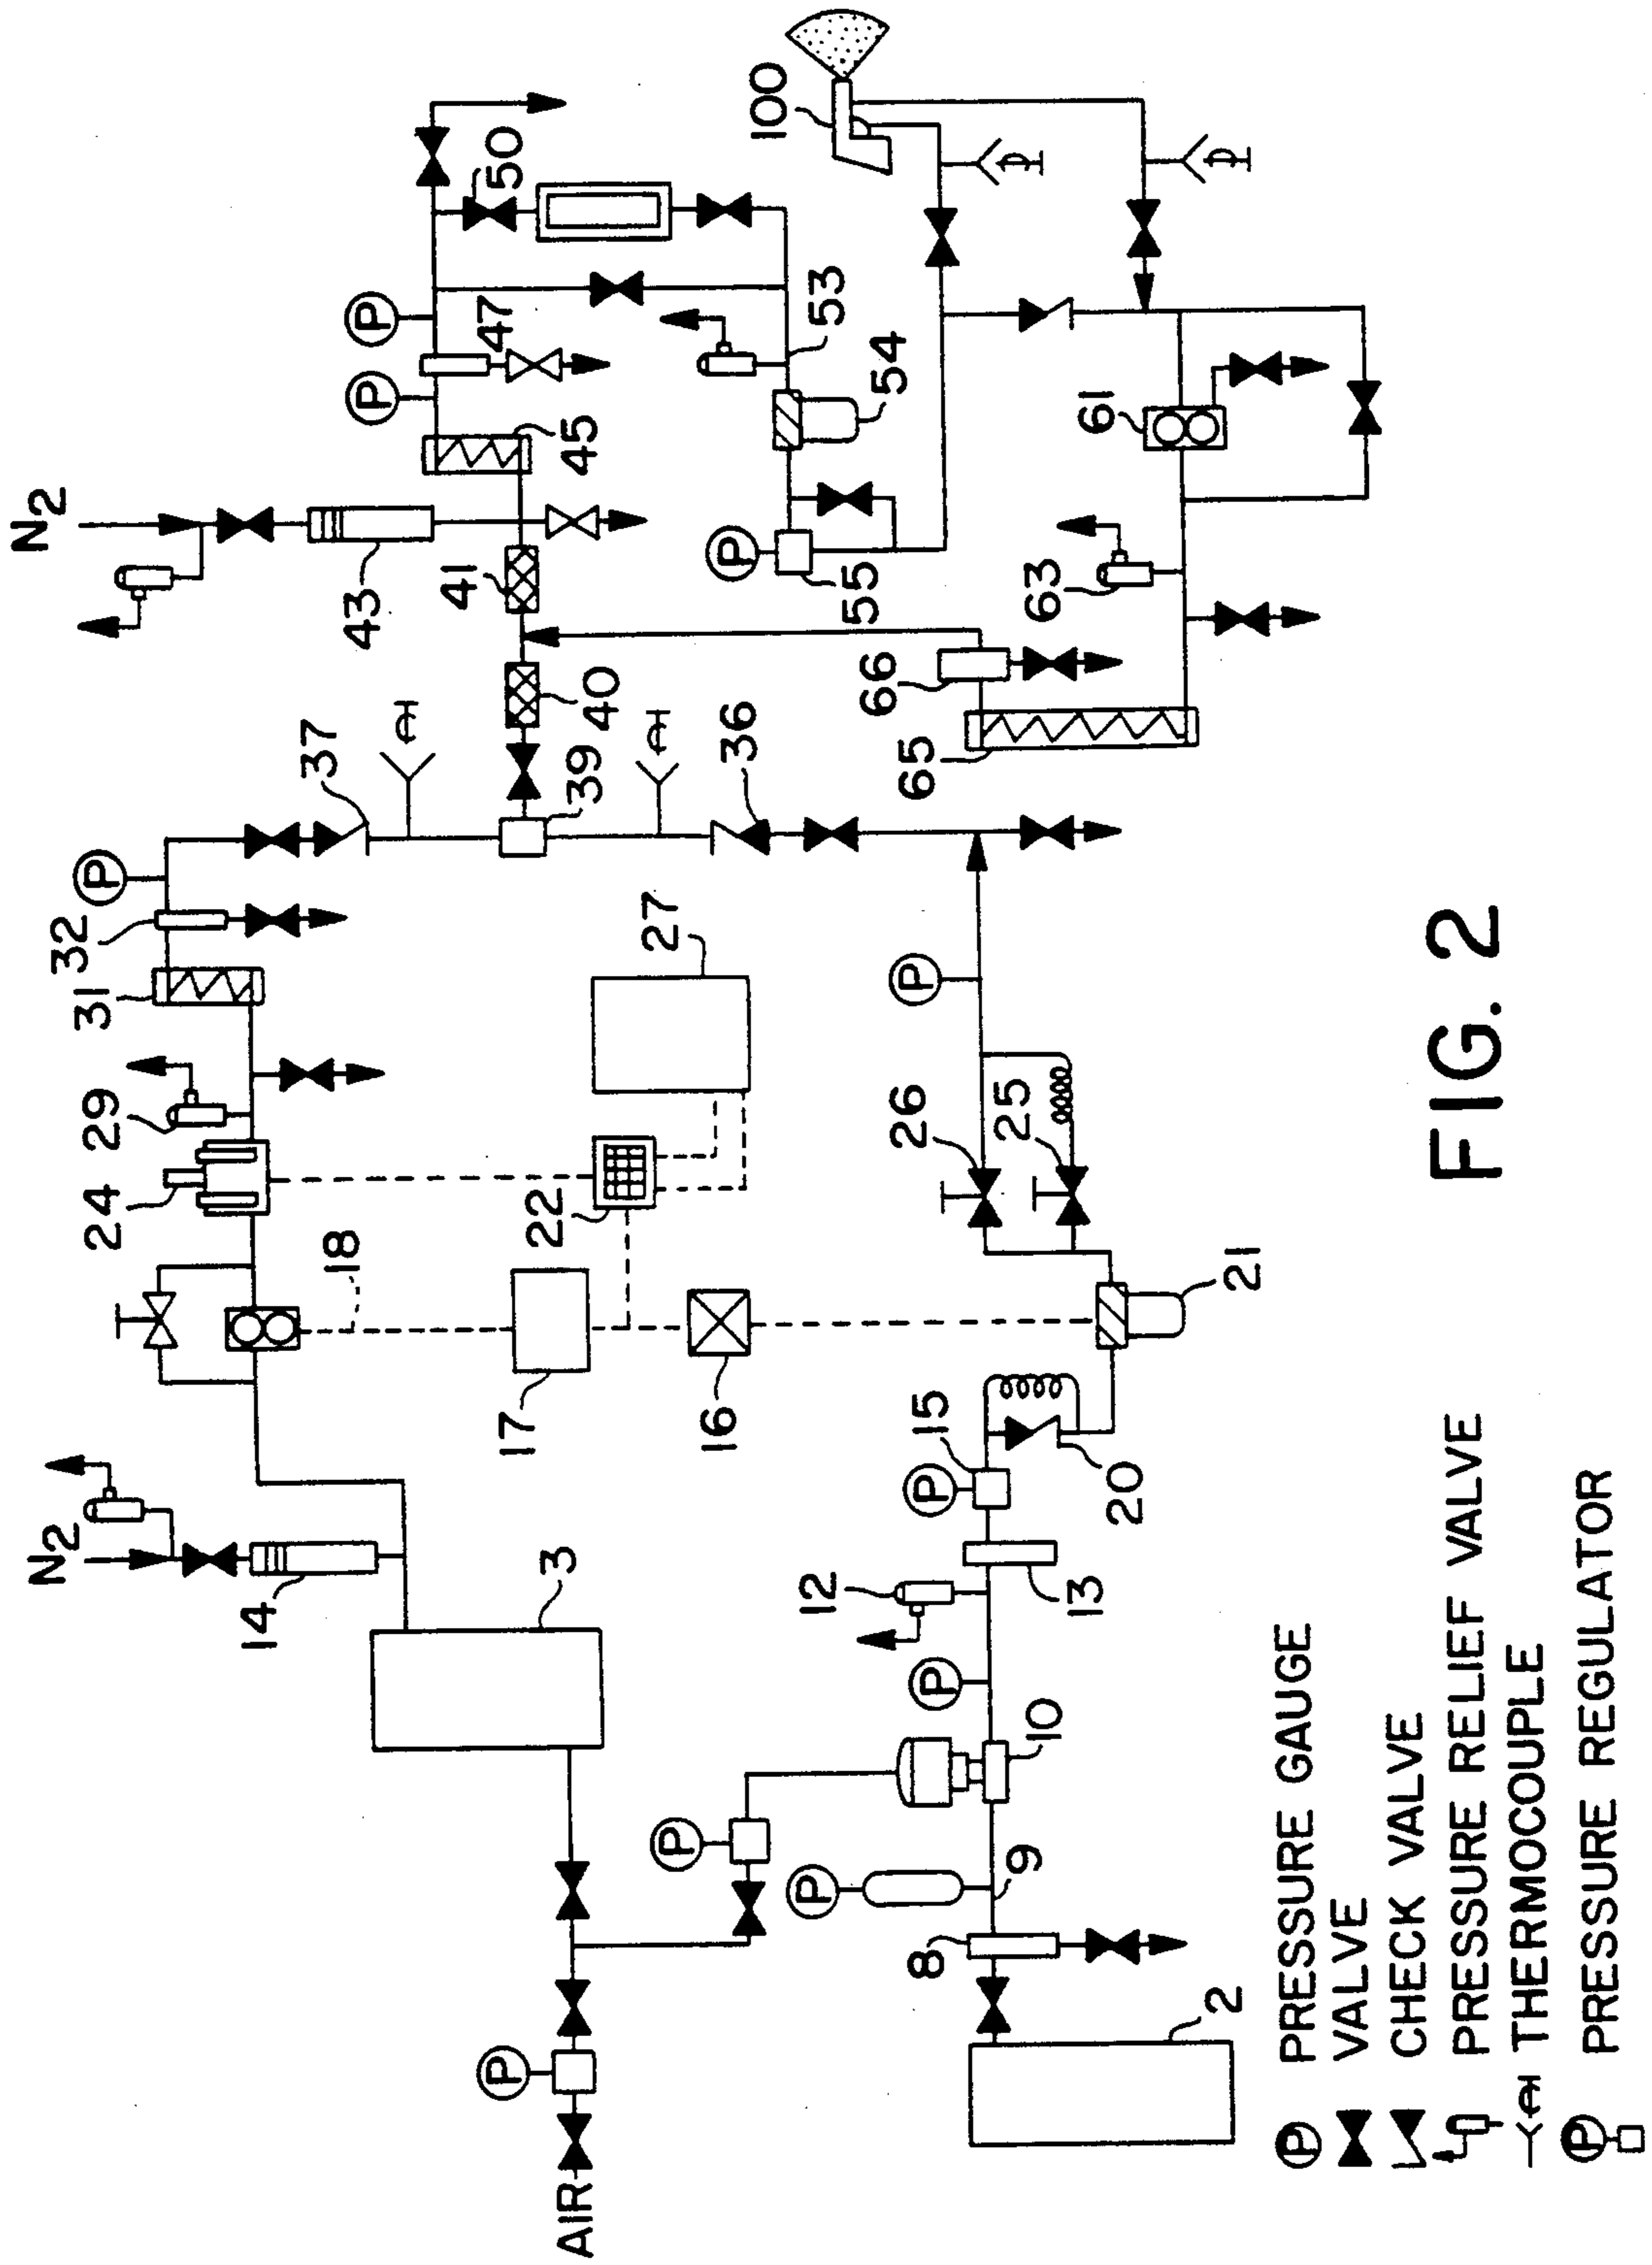 N2
N2
P
32
31
29
24
14
18
37
43
P
P
41
47
50
P
17
22
3
AIR
39
45
40
27
P
16
36
P
100
P
12
53
55
66
54
26
65
8
P
P
P
15
9
25
10
63
13
61
20
2
21
P PRESSURE GAUGE
VALVE
CHECK VALVE
PRESSURE RELIEF VALVE
THERMOCOUPLE
P PRESSURE REGULATOR
FIG. 2